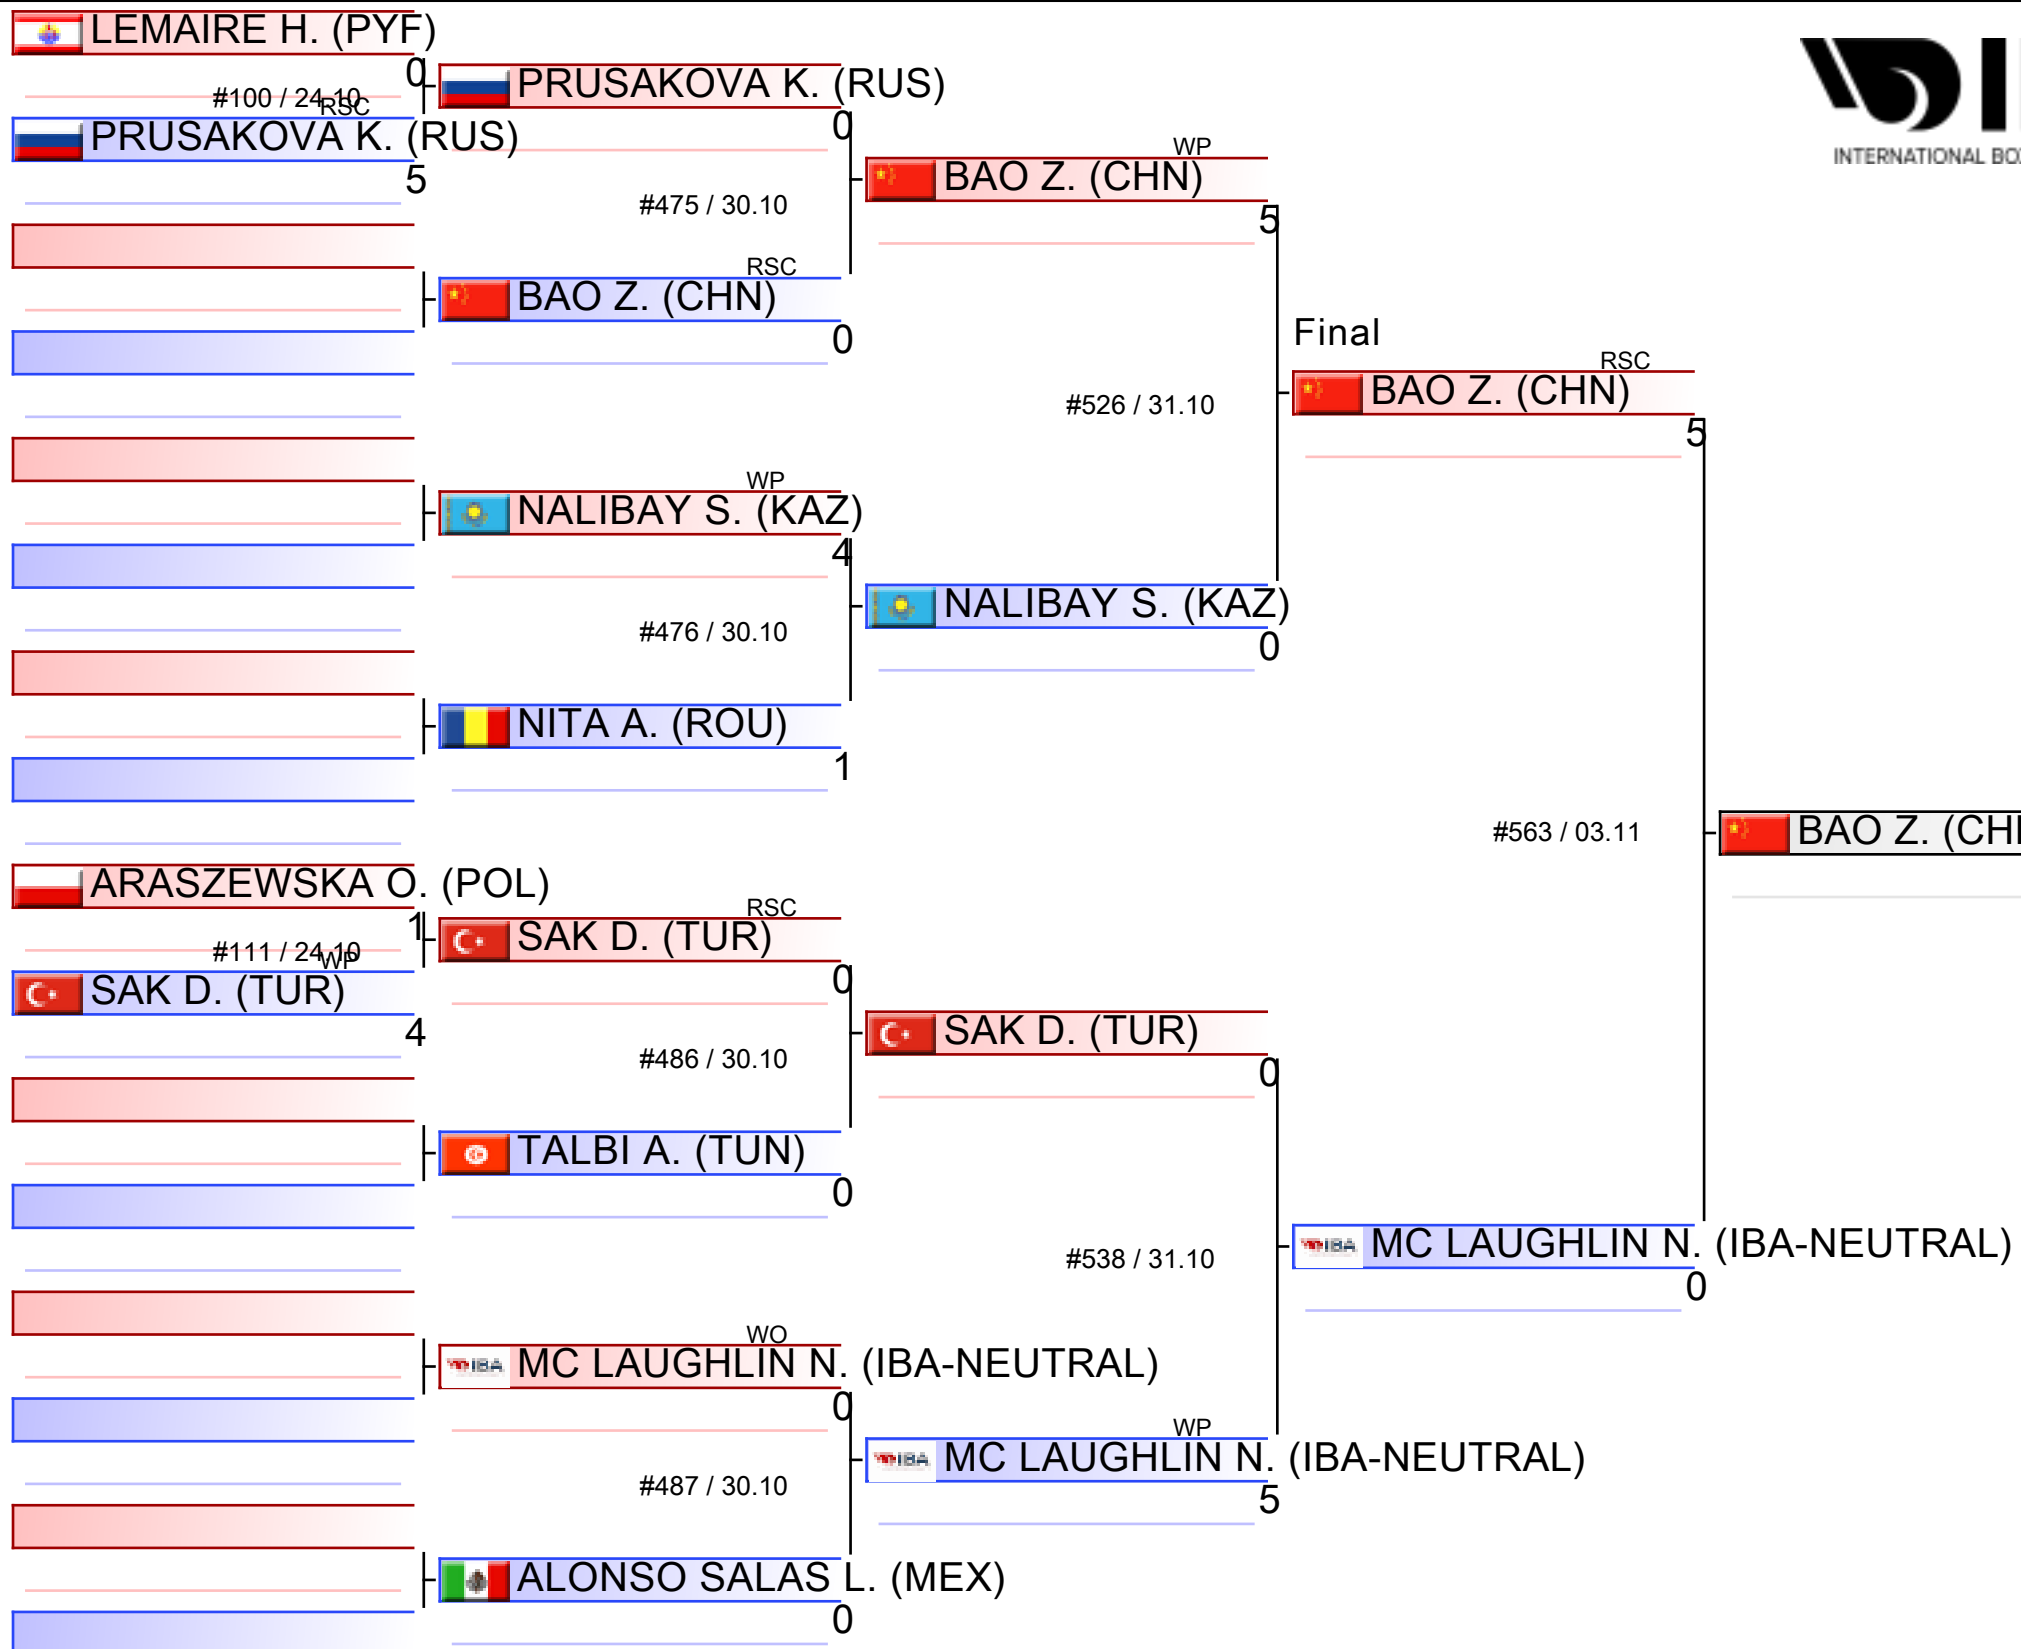 LEMAIRE H. (PYF)
0
#100 / 24.10
RSC
PRUSAKOVA K. (RUS)
5
PRUSAKOVA K. (RUS)
0
#475 / 30.10
RSC
BAO Z. (CHN)
0
WP
BAO Z. (CHN)
5
INTERNATIONAL BO
#526 / 31.10
Final
RSC
BAO Z. (CHN)
5
WP
NALIBAY S. (KAZ)
4
#476 / 30.10
NITA A. (ROU)
1
NALIBAY S. (KAZ)
0
#563 / 03.11
BAO Z. (CH
ARASZEWSKA O. (POL)
1
#111 / 24.10
WP
SAK D. (TUR)
4
RSC
SAK D. (TUR)
0
#486 / 30.10
TALBI A. (TUN)
0
SAK D. (TUR)
0
#538 / 31.10
MC LAUGHLIN N. (IBA-NEUTRAL)
0
WO
IBA
MC LAUGHLIN N. (IBA-NEUTRAL)
0
#487 / 30.10
WP
IBA
MC LAUGHLIN N. (IBA-NEUTRAL)
5
ALONSO SALAS L. (MEX)
0